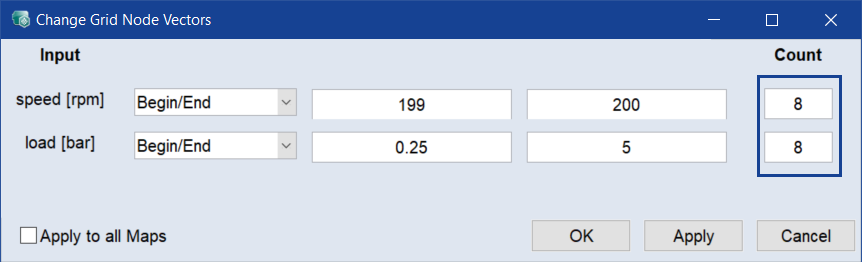 Change Grid Node Vectors
Input Count
speed [rpm] Begin/End 199 200 8
load [bar] Begin/End 0.25 5 8
Apply to all Maps OK Apply Cancel